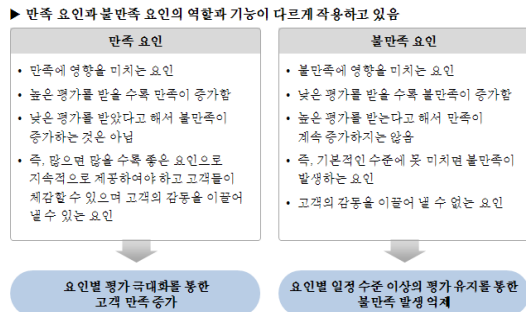 ▶ 만족 요인과 불만족 요인의 역할과 기능이 다르게 작용하고 있음
만족 요인
• 만족에 영향을 미치는 요인
• 높은 평가를 받을 수록 만족이 증가함
• 낮은 평가를 받았다고 해서 불만족이
증가하는 것은 아님
• 즉, 많으면 많을 수록 좋은 요인으로
지속적으로 제공하여야 하고 고객들이
체감할 수 있으며 고객의 감동을 이끌어
낼 수 있는 요인
요인별 평가 극대화를 통한
고객 만족 증가
불만족 요인
• 불만족에 영향을 미치는 요인
• 낮은 평가를 받을 수록 불만족이 증가함
• 높은 평가를 받는다고 해서 만족이
계속 증가하지는 않음
• 즉, 기본적인 수준에 못 미치면 불만족이
발생하는 요인
• 고객의 감동을 이끌어 낼 수 없는 요인
요인별 일정 수준 이상의 평가 유지를 통한
불만족 발생 억제